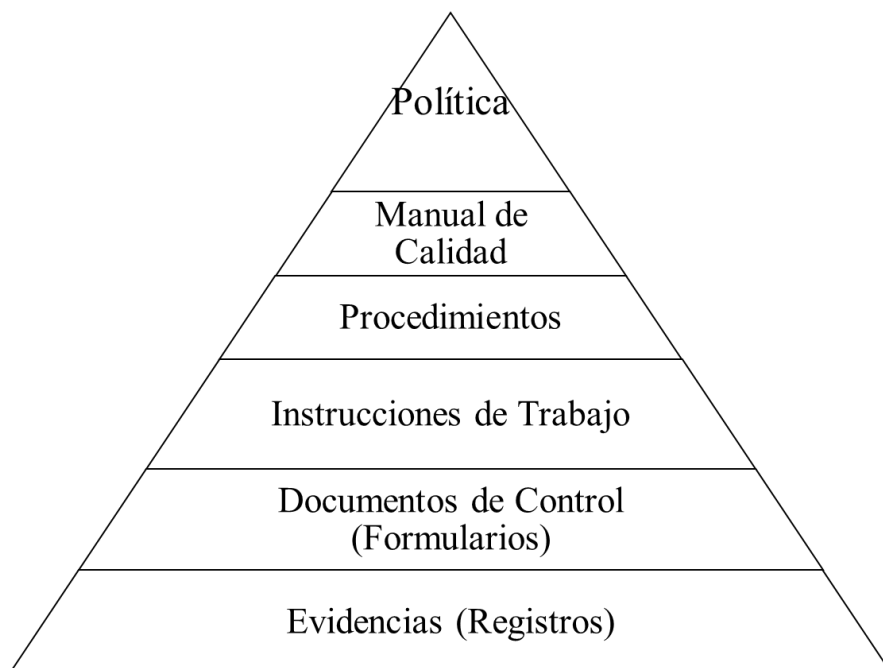 Política
Manual de
Calidad
Procedimientos
Instrucciones de Trabajo
Documentos de Control
(Formularios)
Evidencias (Registros)